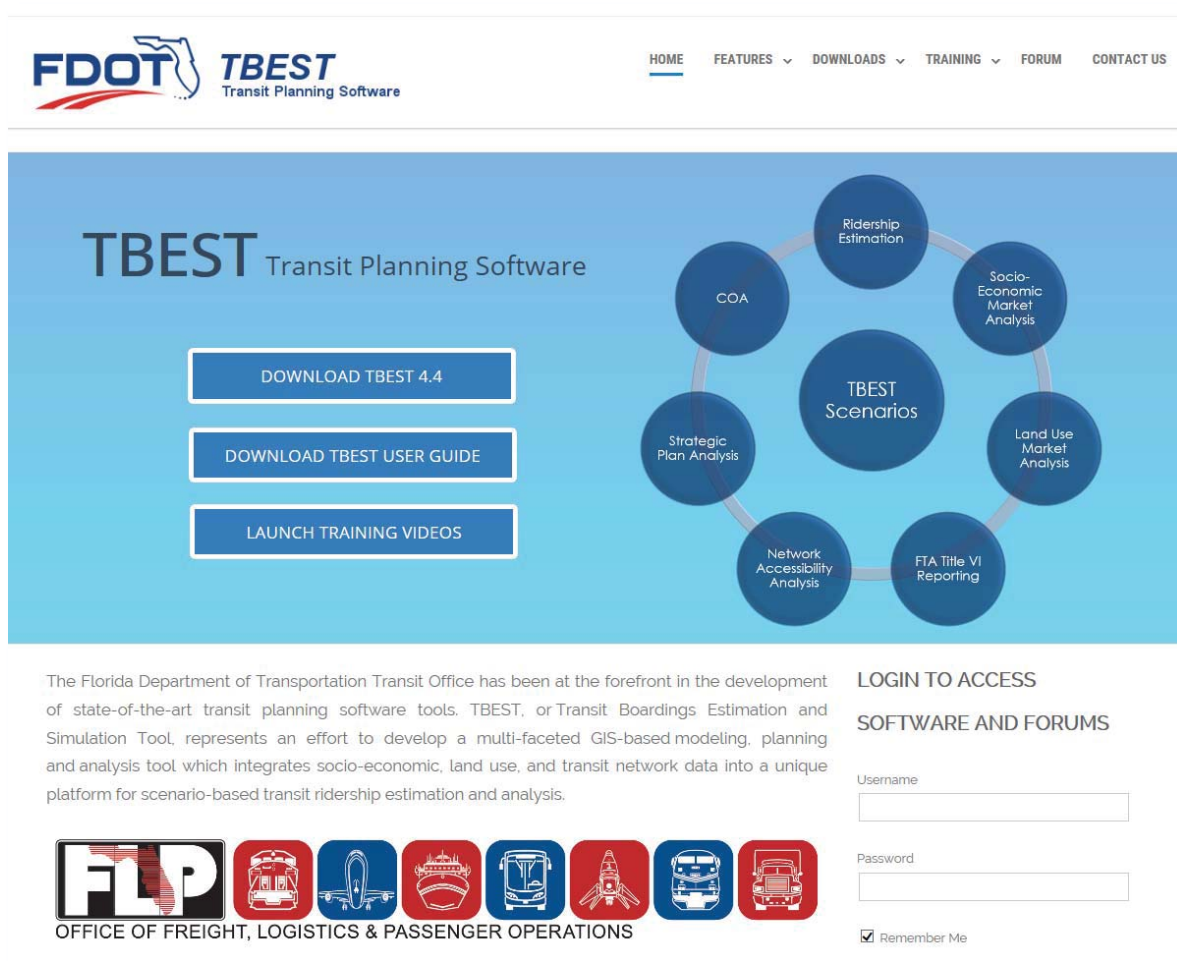 FDOT
TBEST
Transit Planning Software
HOME FEATURES DOWNLOADS TRAINING FORUM CONTACT US
TBEST Transit Planning Software
DOWNLOAD TBEST 4.4
DOWNLOAD TBEST USER GUIDE
LAUNCH TRAINING VIDEOS
Ridership
Estimation
Socio-
Economic
Market
Analysis
Land Use
Market
Analysis
FTA Title VI
Reporting
Network
Accessibility
Analysis
Strategic
Plan Analysis
COA
TBEST
Scenarios
The Florida Department of Transportation Transit Office has been at the forefront in the development
of state-of-the-art transit planning software tools. TBEST, or Transit Boardings Estimation and
Simulation Tool, represents an effort to develop a multi-faceted GIS-based modeling, planning
and analysis tool which integrates socio-economic, land use, and transit network data into a unique
platform for scenario-based transit ridership estimation and analysis.
FLP
OFFICE OF FREIGHT, LOGISTICS & PASSENGER OPERATIONS
LOGIN TO ACCESS
SOFTWARE AND FORUMS
Username
Password
Remember Me